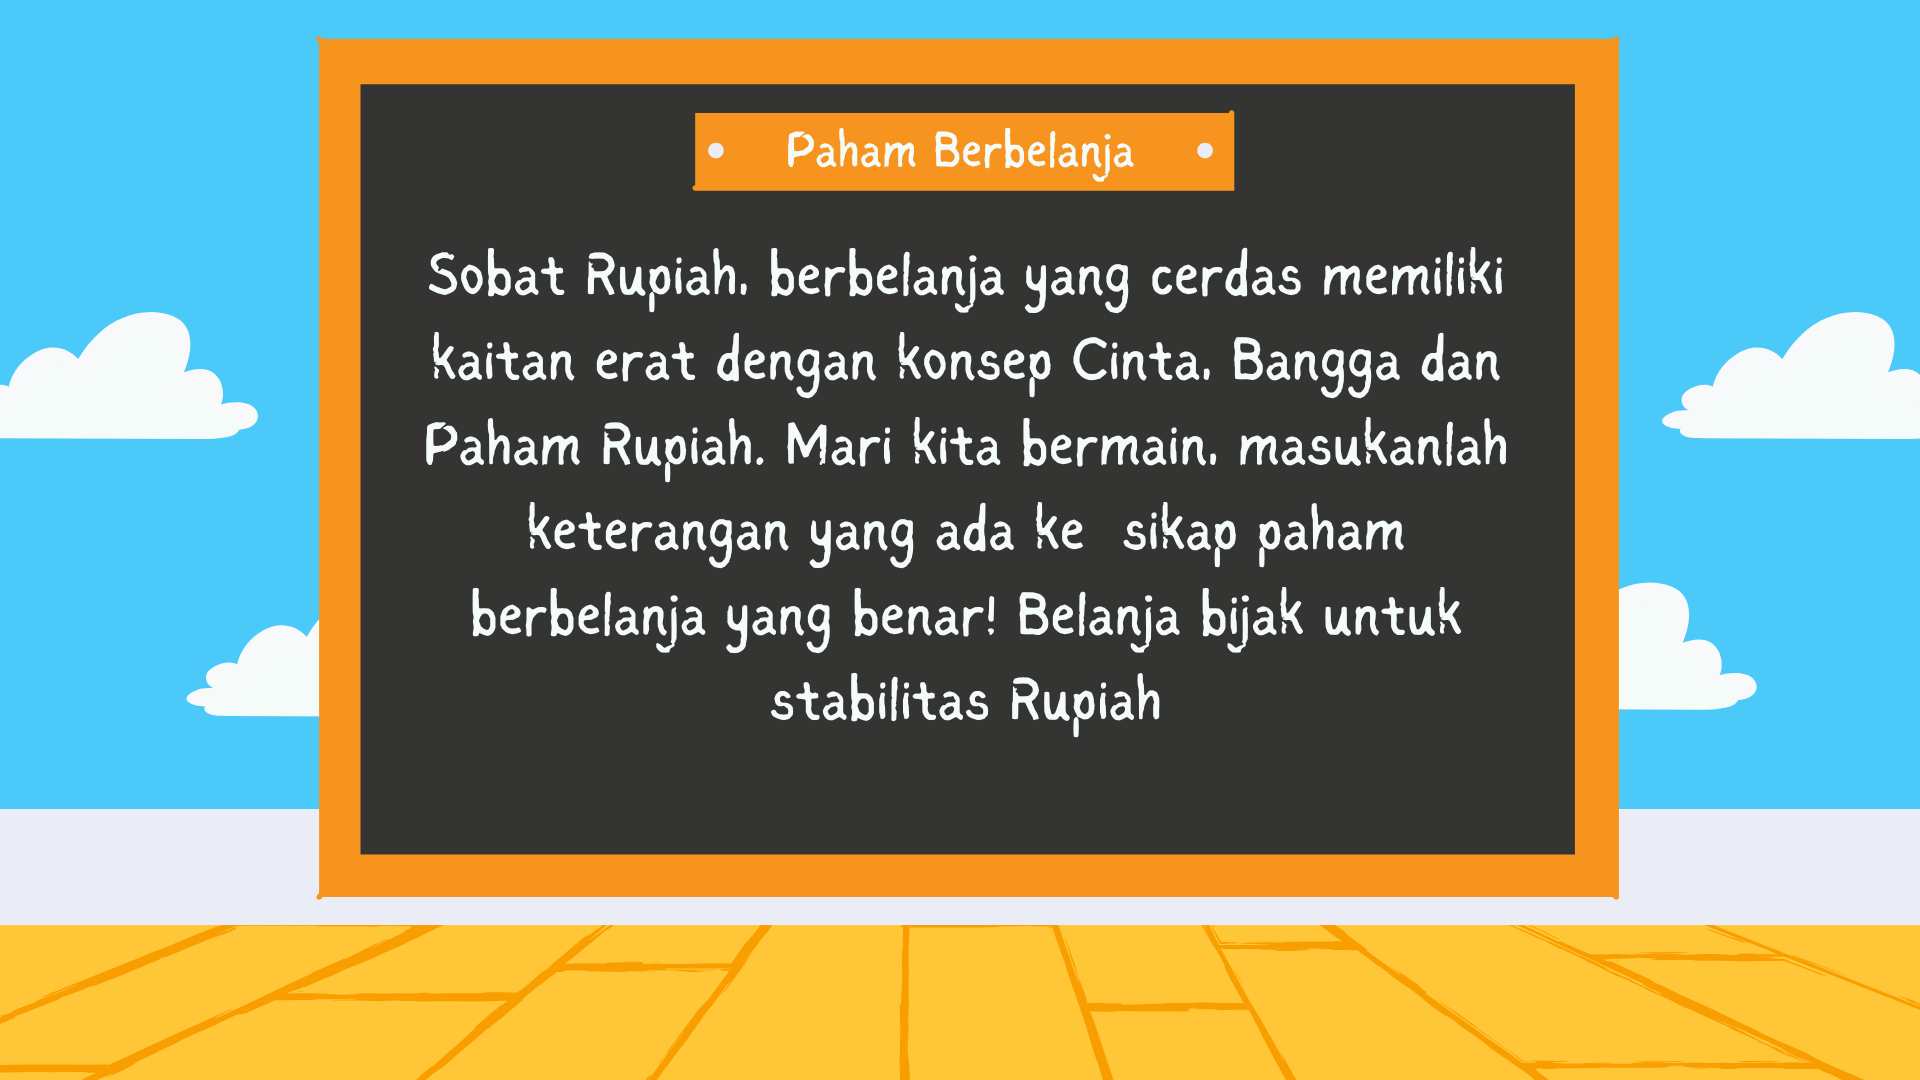 Paham Berbelanja
Sobat Rupiah, berbelanja yang cerdas memiliki
kaitan erat dengan konsep Cinta, Bangga dan
Paham Rupiah. Mari kita bermain, masukanlah
keterangan yang ada ke  sikap paham
berbelanja yang benar! Belanja bijak untuk
stabilitas Rupiah